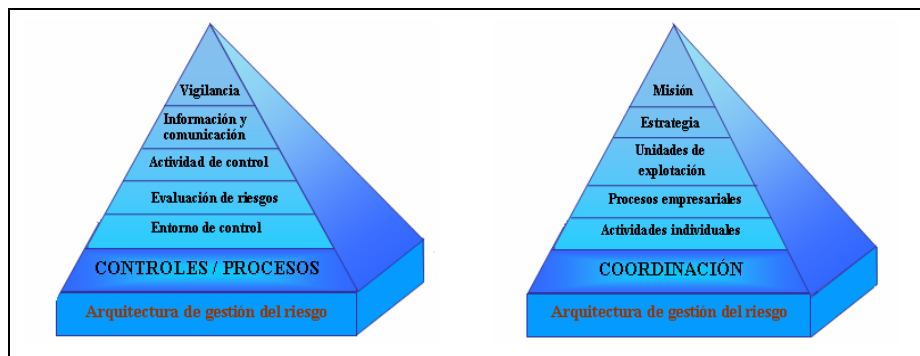 Vigilancia
Información y
comunicación
Actividad de control
Evaluación de riesgos
Entorno de control
CONTROLES / PROCESOS
Arquitectura de gestión del riesgo
Misión
Estrategia
Unidades de
explotación
Procesos empresariales
Actividades individuales
COORDINACIÓN
Arquitectura de gestión del riesgo